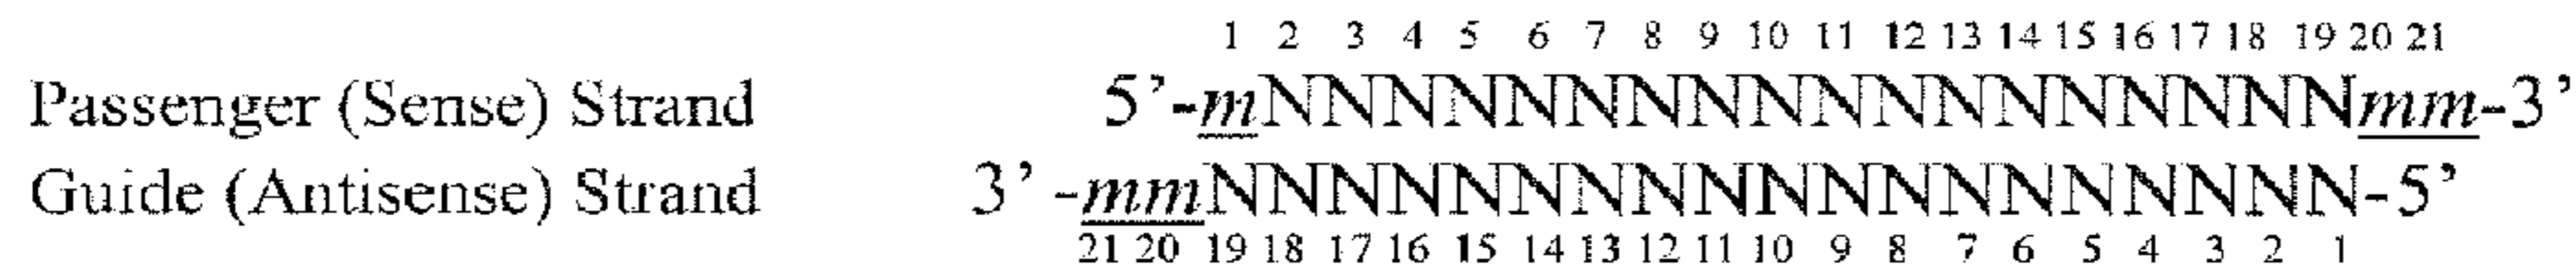 1 2 3 4 5 6 7 8 9 10 11 12 13 14 15 16 17 18 19 20 21
Passenger (Sense) Strand 5’-mNNNNNNNNNNNNNNNNNNmm-3’
Guide (Antisense) Strand 3’ -mmNNNNNNNNNNNNNNNNNNN-5’
21 20 19 18 17 16 15 14 13 12 11 10 9 8 7 6 5 4 3 2 1